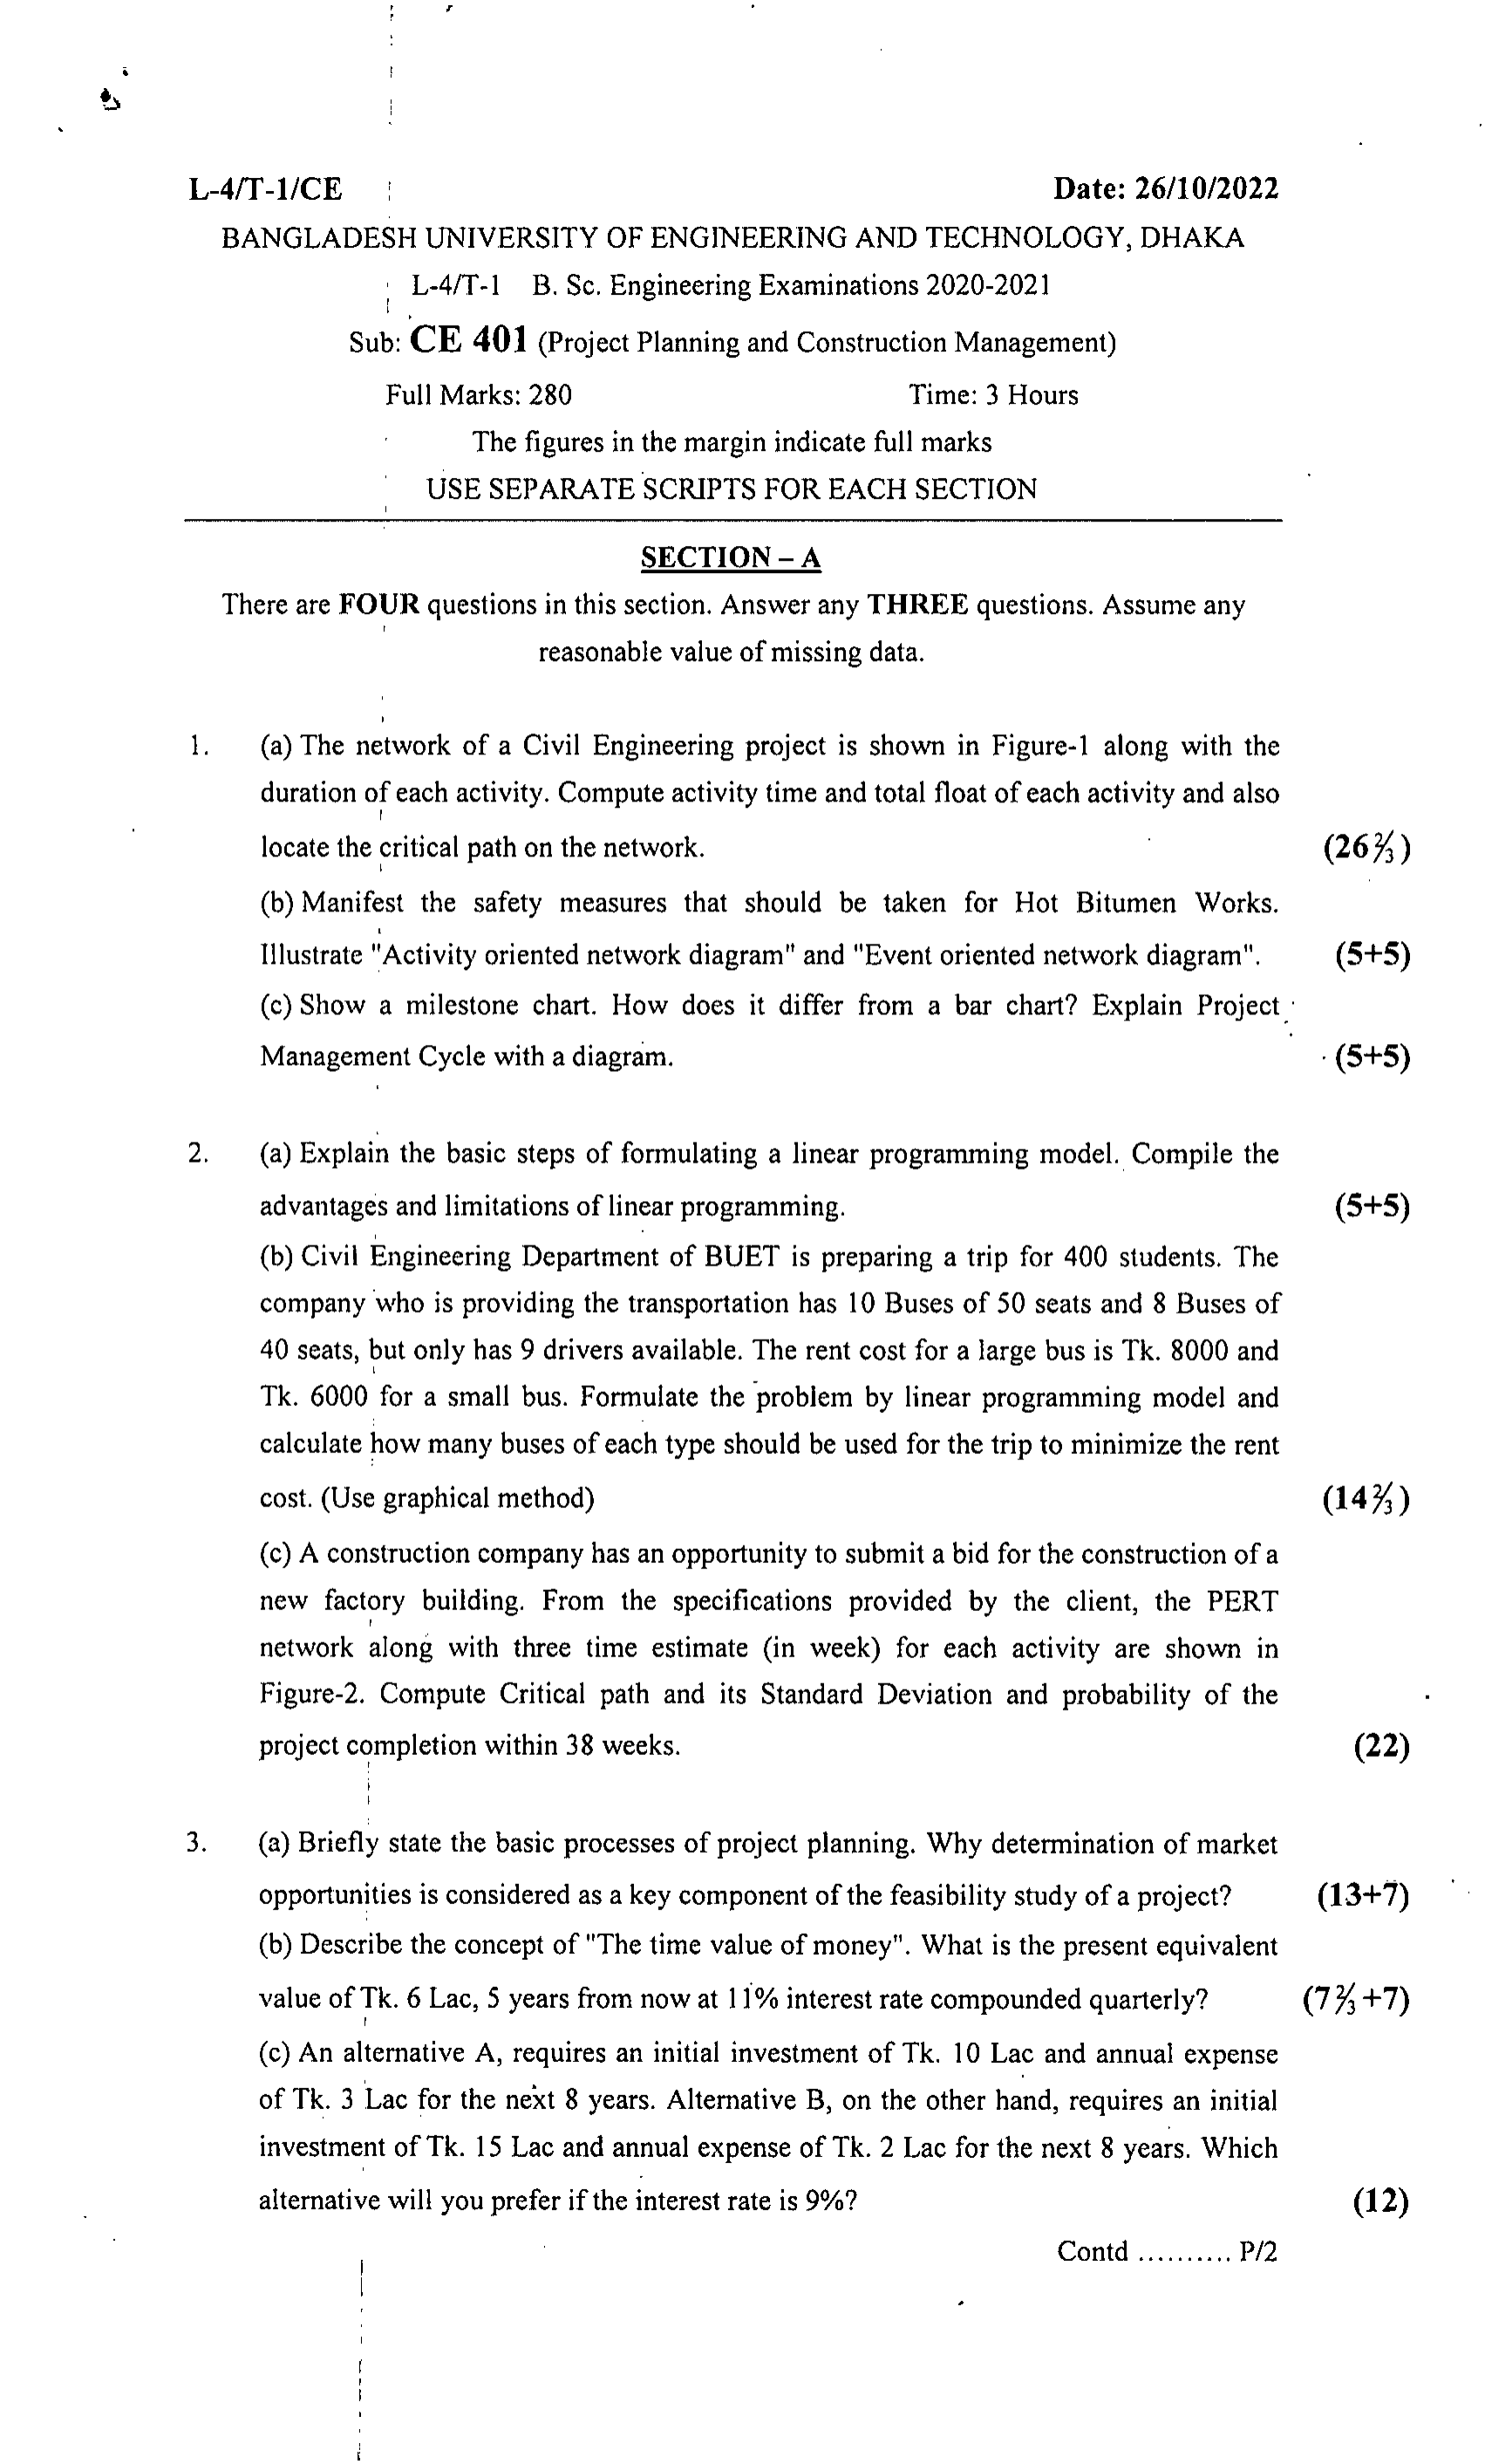 L-4/T-1/CE Date: 26/10/2022
BANGLADESH UNIVERSITY OF ENGINEERING AND TECHNOLOGY, DHAKA
L-4/T-1 B. Sc. Engineering Examinations 2020-2021
Sub: CE 401 (Project Planning and Construction Management)
Full Marks: 280 Time: 3 Hours
The figures in the margin indicate full marks
USE SEPARATE SCRIPTS FOR EACH SECTION
SECTION – A
There are FOUR questions in this section. Answer any THREE questions. Assume any
reasonable value of missing data.
1. (a) The network of a Civil Engineering project is shown in Figure-1 along with the
duration of each activity. Compute activity time and total float of each activity and also
locate the critical path on the network. (26⅔)
(b) Manifest the safety measures that should be taken for Hot Bitumen Works.
Illustrate "Activity oriented network diagram" and "Event oriented network diagram". (5+5)
(c) Show a milestone chart. How does it differ from a bar chart? Explain Project
Management Cycle with a diagram. (5+5)
2. (a) Explain the basic steps of formulating a linear programming model. Compile the
advantages and limitations of linear programming. (5+5)
(b) Civil Engineering Department of BUET is preparing a trip for 400 students. The
company who is providing the transportation has 10 Buses of 50 seats and 8 Buses of
40 seats, but only has 9 drivers available. The rent cost for a large bus is Tk. 8000 and
Tk. 6000 for a small bus. Formulate the problem by linear programming model and
calculate how many buses of each type should be used for the trip to minimize the rent
cost. (Use graphical method) (14⅔)
(c) A construction company has an opportunity to submit a bid for the construction of a
new factory building. From the specifications provided by the client, the PERT
network along with three time estimate (in week) for each activity are shown in
Figure-2. Compute Critical path and its Standard Deviation and probability of the
project completion within 38 weeks. (22)
3. (a) Briefly state the basic processes of project planning. Why determination of market
opportunities is considered as a key component of the feasibility study of a project? (13+7)
(b) Describe the concept of "The time value of money". What is the present equivalent
value of Tk. 6 Lac, 5 years from now at 11% interest rate compounded quarterly? (7⅔+7)
(c) An alternative A, requires an initial investment of Tk. 10 Lac and annual expense
of Tk. 3 Lac for the next 8 years. Alternative B, on the other hand, requires an initial
investment of Tk. 15 Lac and annual expense of Tk. 2 Lac for the next 8 years. Which
alternative will you prefer if the interest rate is 9%? (12)
Contd .......... P/2